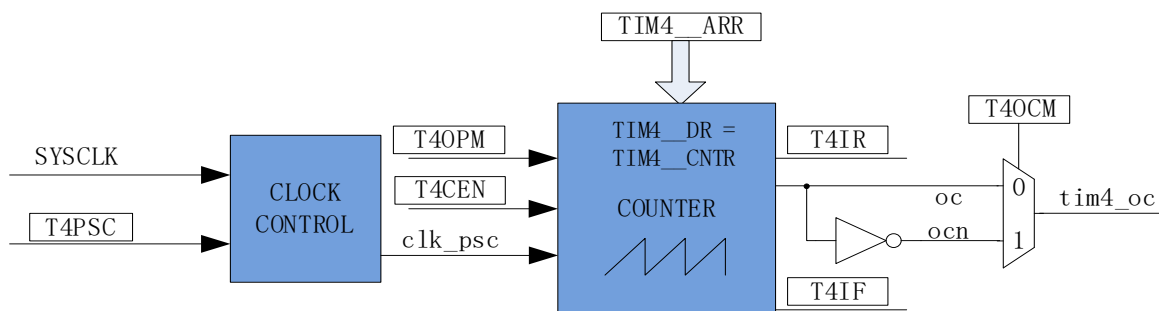 TIM4__ARR
SYSCLK
T4PSC
CLOCK
CONTROL
T4OPM
T4CEN
clk_psc
TIM4__DR =
TIM4__CNTR
COUNTER
T4IR
oc
ocn
T4IF
T4OCM
0
1
tim4_oc